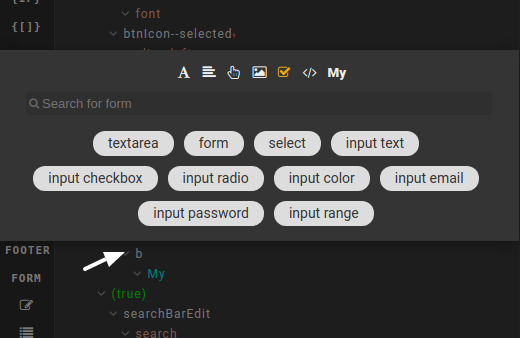 font
{[]}
btnIcon--selected
A </> My
Search for form
textarea form select input text
input checkbox input radio input color input email
input password input range
FOOTER
b
FORM
My
(true)
searchBarEdit
search